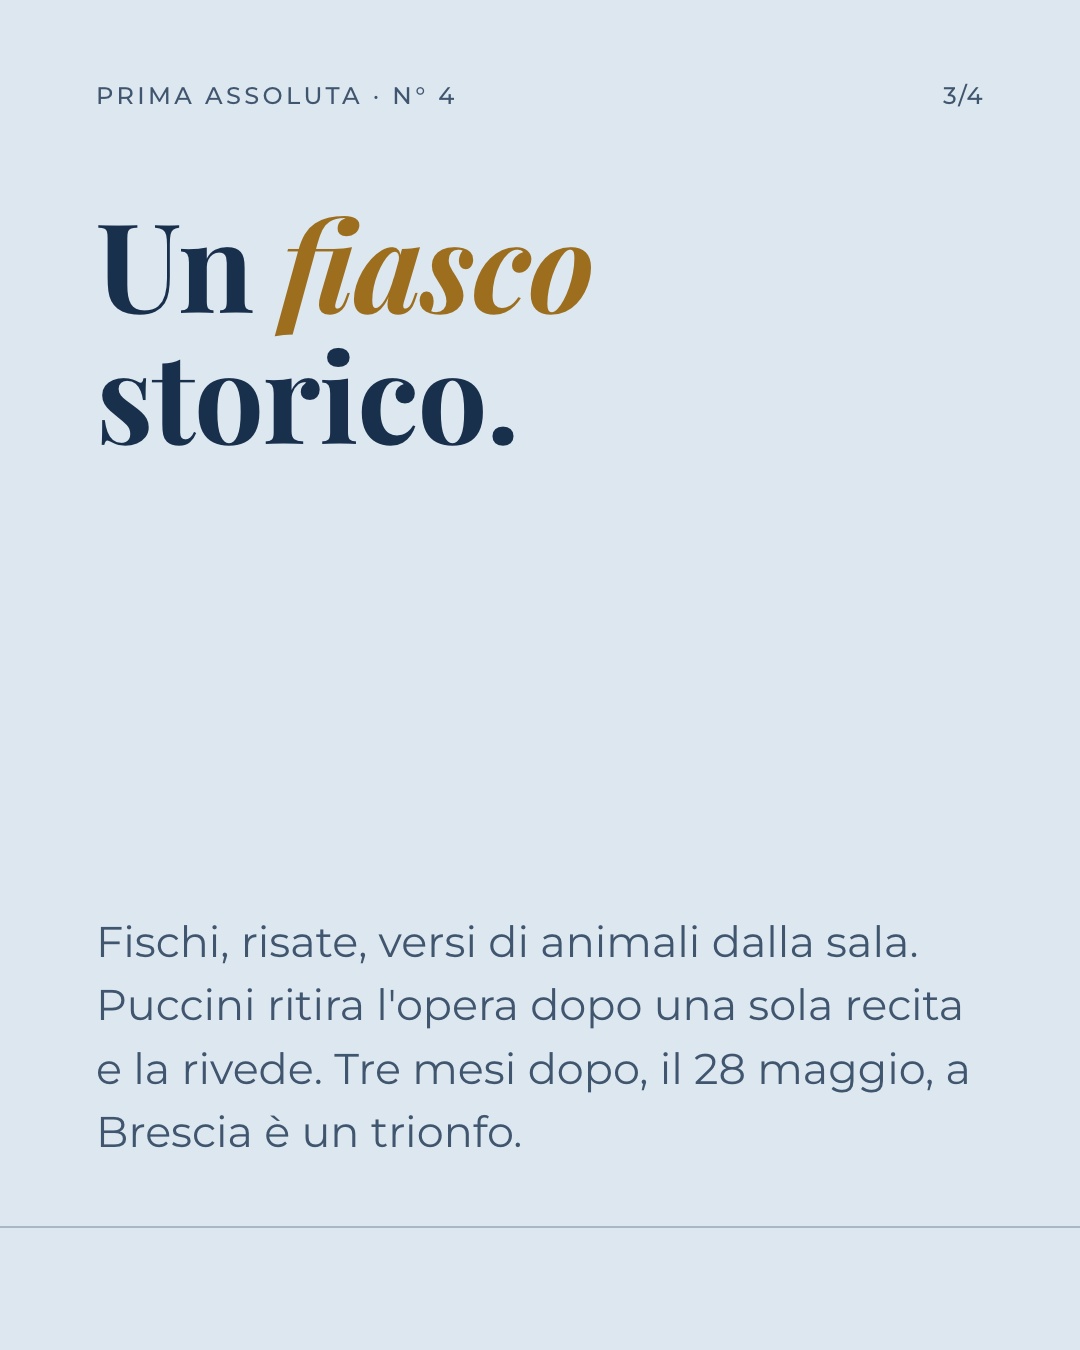 PRIMA ASSOLUTA · N° 4
3/4
Un fiasco
storico.
Fischi, risate, versi di animali dalla sala.
Puccini ritira l'opera dopo una sola recita
e la rivede. Tre mesi dopo, il 28 maggio, a
Brescia è un trionfo.